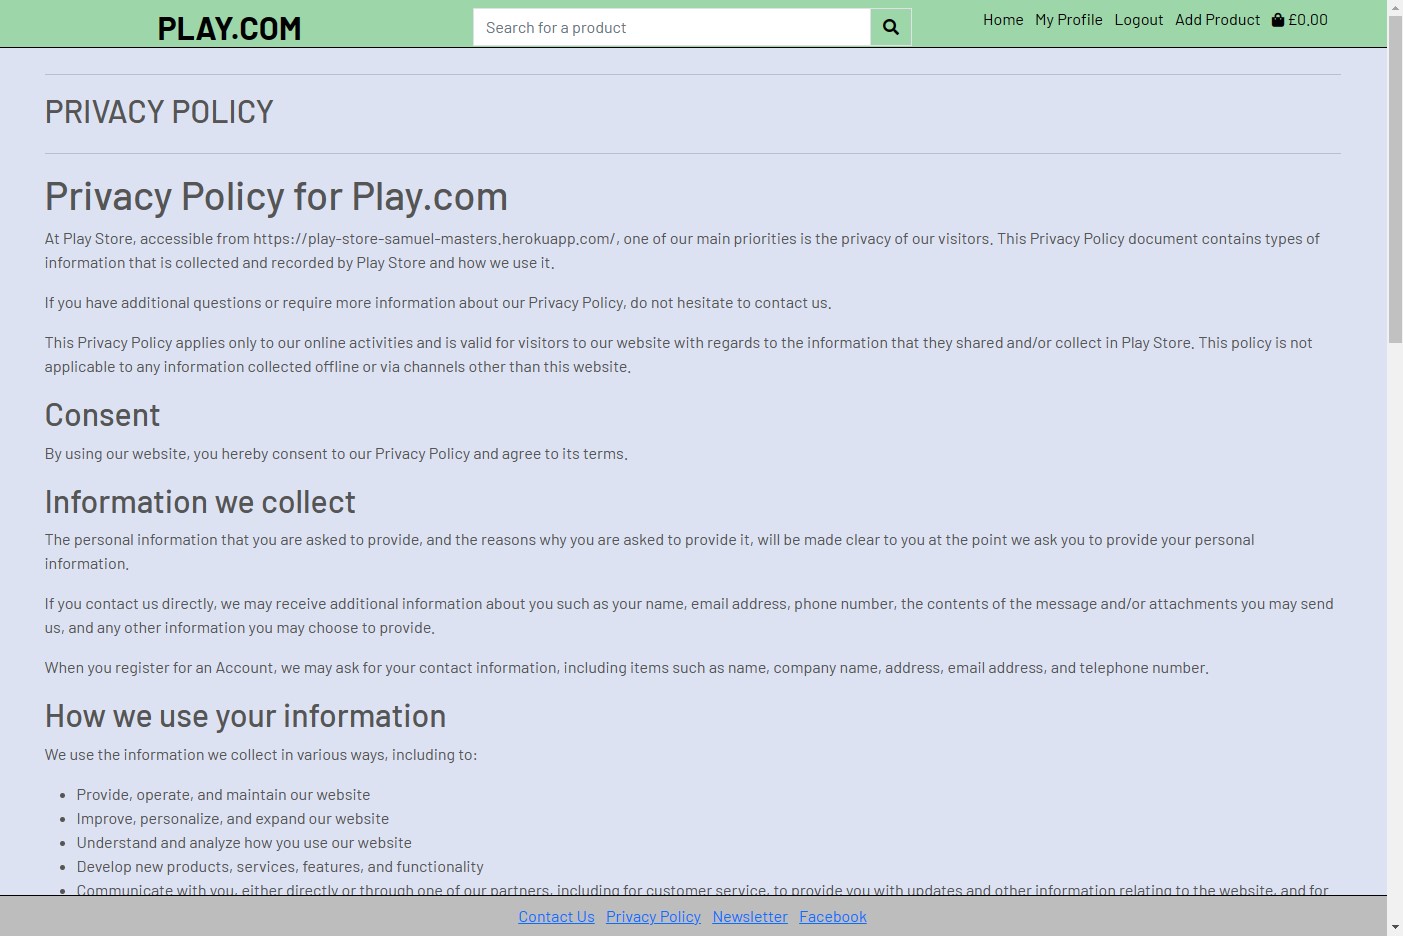 PLAY.COM
Search for a product
Home My Profile Logout Add Product £0.00
PRIVACY POLICY
Privacy Policy for Play.com
At Play Store, accessible from https://play-store-samuel-masters.herokuapp.com/, one of our main priorities is the privacy of our visitors. This Privacy Policy document contains types of
information that is collected and recorded by Play Store and how we use it.
If you have additional questions or require more information about our Privacy Policy, do not hesitate to contact us.
This Privacy Policy applies only to our online activities and is valid for visitors to our website with regards to the information that they shared and/or collect in Play Store. This policy is not
applicable to any information collected offline or via channels other than this website.
Consent
By using our website, you hereby consent to our Privacy Policy and agree to its terms.
Information we collect
The personal information that you are asked to provide, and the reasons why you are asked to provide it, will be made clear to you at the point we ask you to provide your personal
information.
If you contact us directly, we may receive additional information about you such as your name, email address, phone number, the contents of the message and/or attachments you may send
us, and any other information you may choose to provide.
When you register for an Account, we may ask for your contact information, including items such as name, company name, address, email address, and telephone number.
How we use your information
We use the information we collect in various ways, including to:
• Provide, operate, and maintain our website
• Improve, personalize, and expand our website
• Understand and analyze how you use our website
• Develop new products, services, features, and functionality
• Communicate with you, either directly or through one of our partners, including for customer service, to provide you with updates and other information relating to the website, and for
Contact Us Privacy Policy Newsletter Facebook